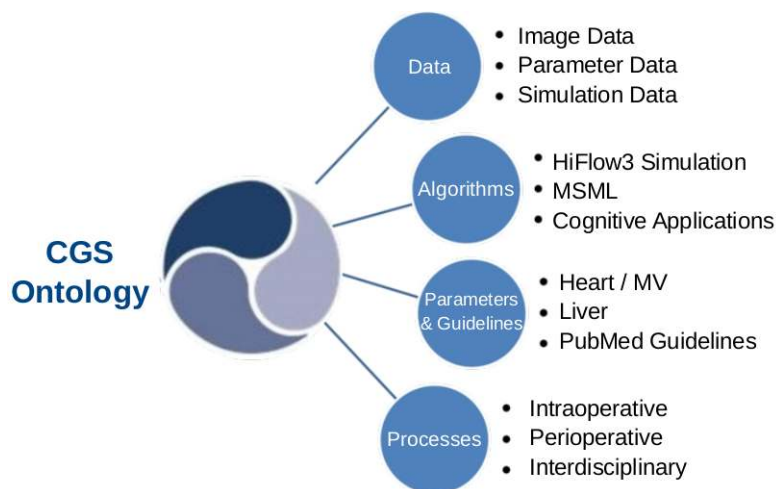 CGS
Ontology
Data
• Image Data
• Parameter Data
• Simulation Data
Algorithms
• HiFlow3 Simulation
• MSML
• Cognitive Applications
Parameters
& Guidelines
• Heart / MV
• Liver
• PubMed Guidelines
Processes
• Intraoperative
• Perioperative
• Interdisciplinary